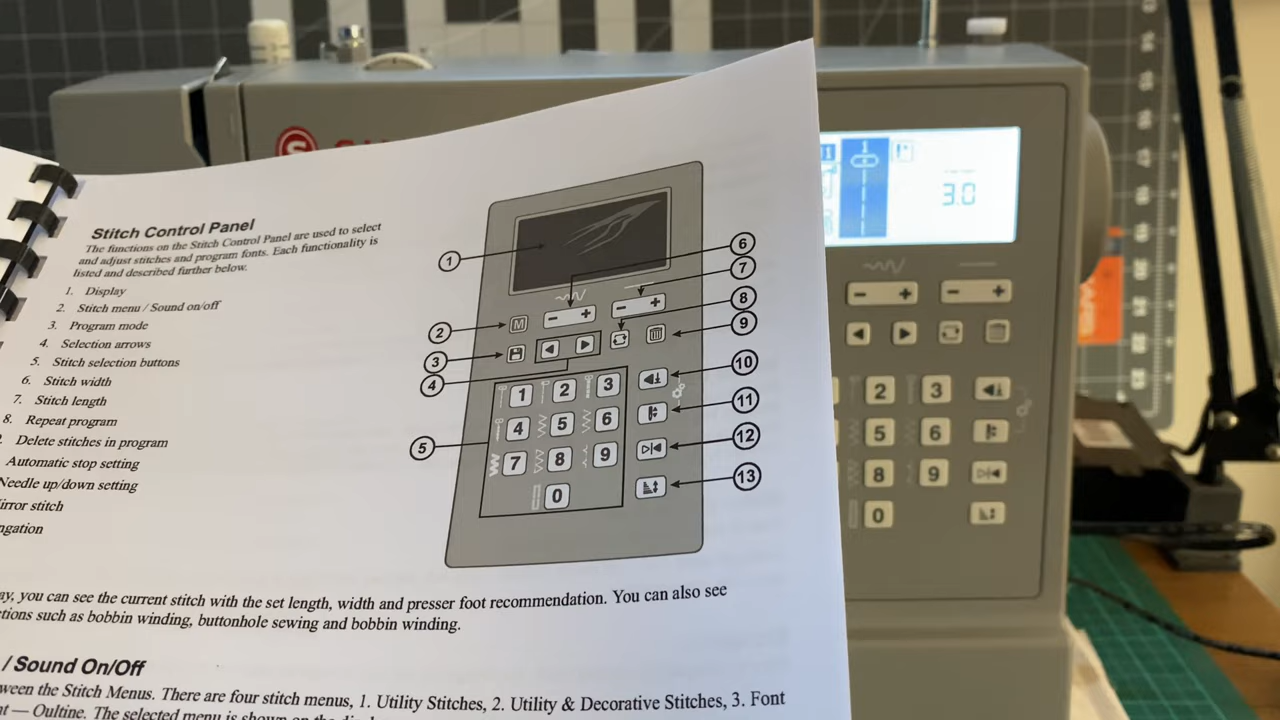 Stitch Control Panel
The functions on the Stitch Control Panel are used to select
and adjust stitches and program fonts. Each functionality is
listed and described further below.
1. Display
2. Stitch menu / Sound on/off
3. Program mode
4. Selection arrows
5. Stitch selection buttons
6. Stitch width
7. Stitch length
8. Repeat program
Delete stitches in program
Automatic stop setting
Needle up/down setting
irror stitch
ngation
1
2
3
4
5
6
7
8
9
10
11
12
13
M
− +
− +
1 2 3
4 5 6
7 8 9
0
ay, you can see the current stitch with the set length, width and presser foot recommendation. You can also see
tions such as bobbin winding, buttonhole sewing and bobbin winding.
/ Sound On/Off
ween the Stitch Menus. There are four stitch menus, 1. Utility Stitches, 2. Utility & Decorative Stitches, 3. Font
nt — Oultine. The selected menu is shown on the
S
1
1
3.0
− +
− +
2 3
5 6
8 9
0